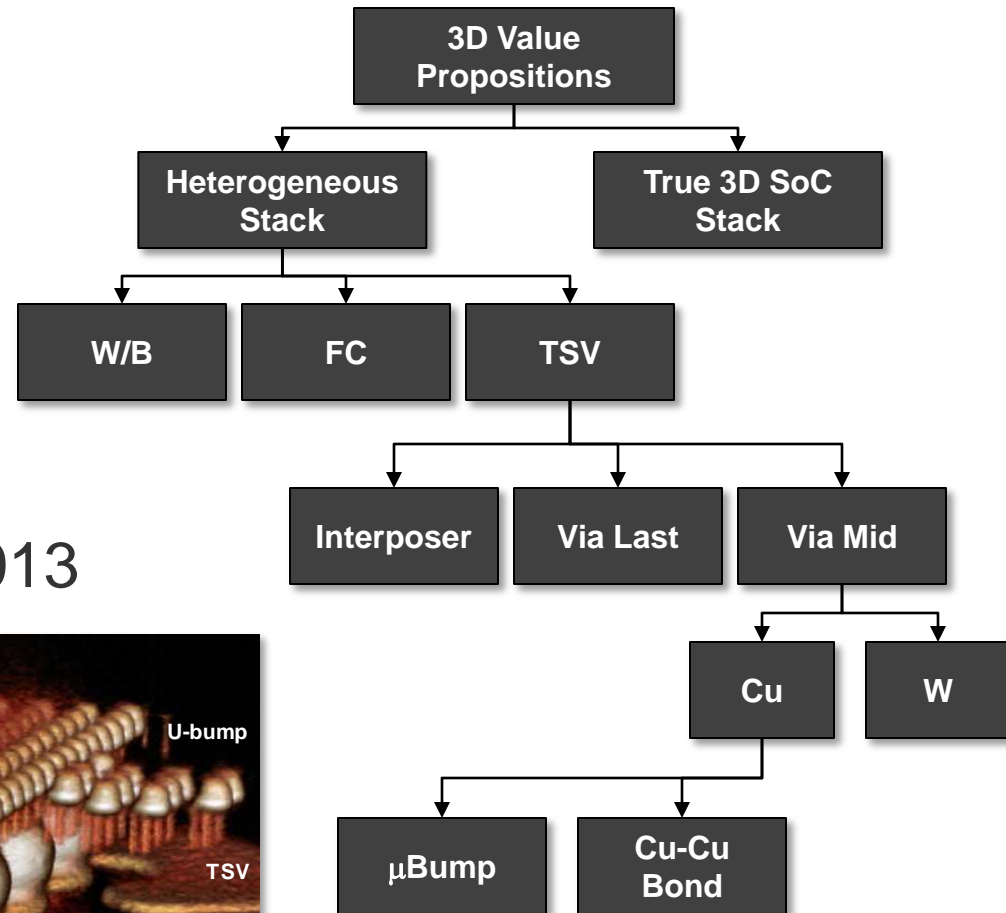 3D Value
Propositions
Heterogeneous
Stack
True 3D SoC
Stack
W/B
FC
TSV
Interposer
Via Last
Via Mid
013
Cu
W
U-bump
TSV
μBump
Cu-Cu
Bond